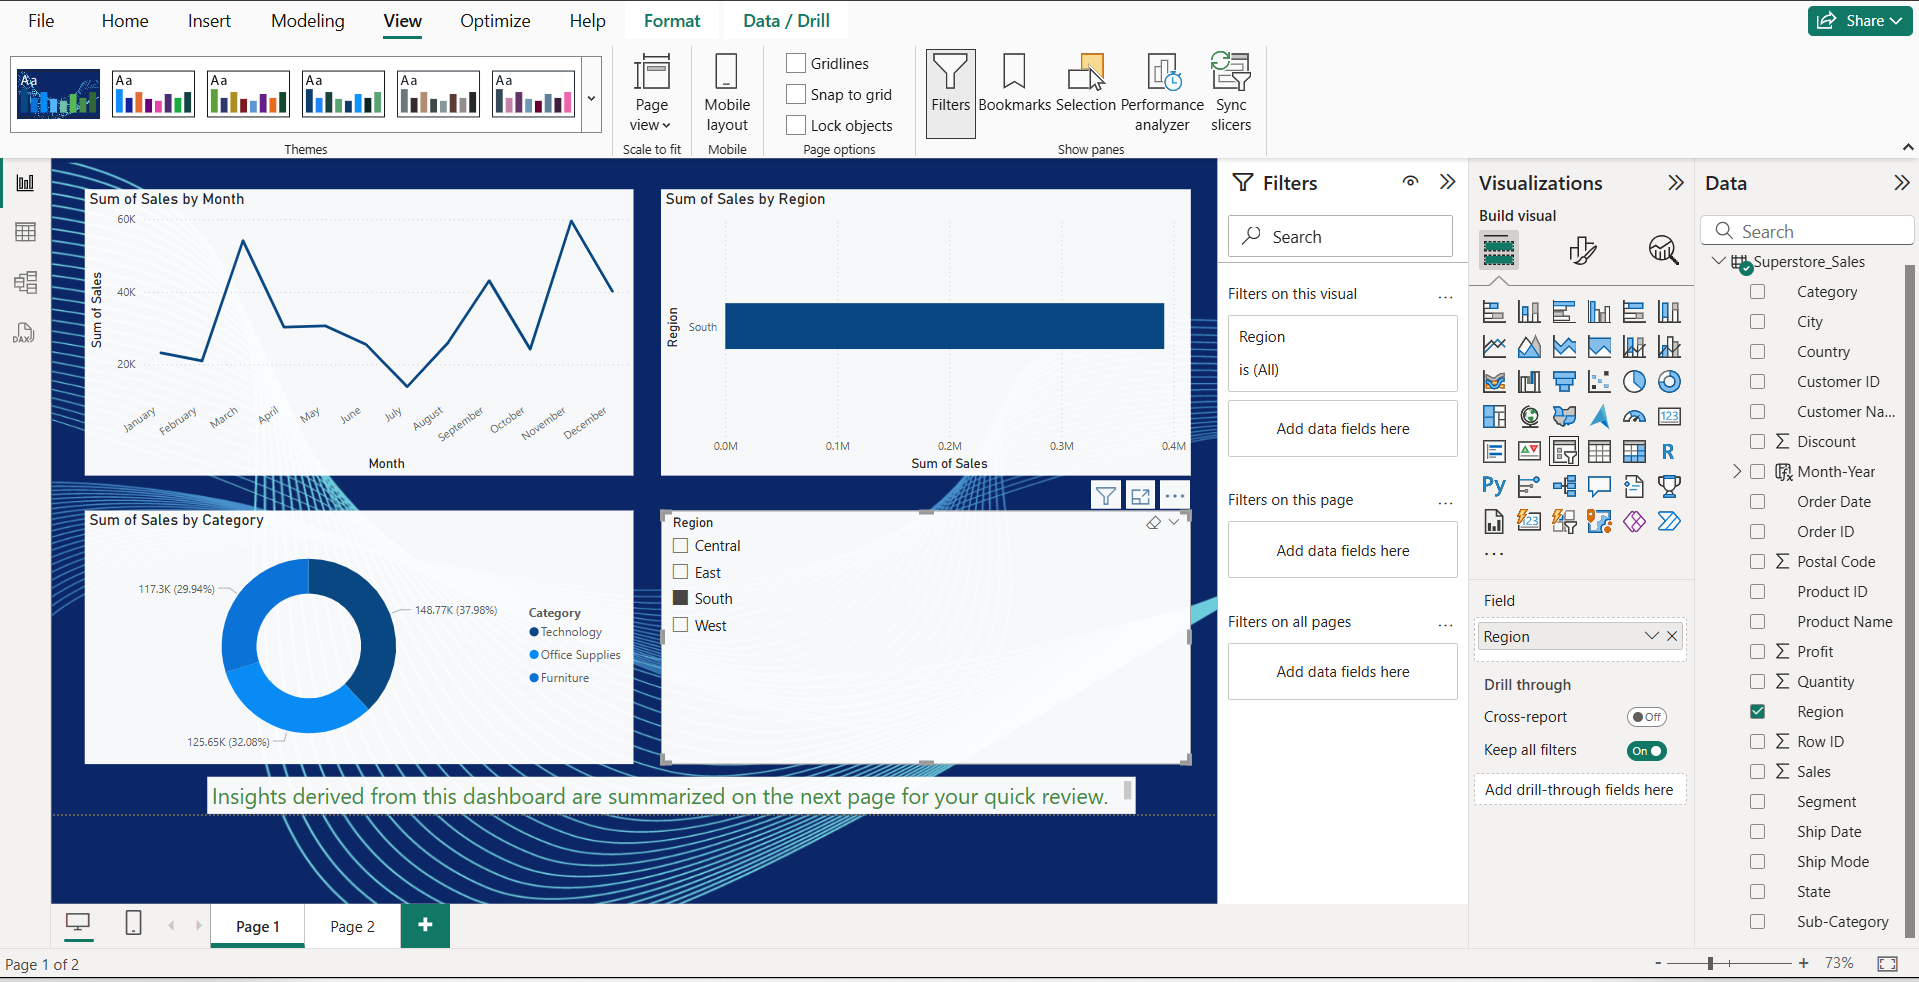 File Home Insert Modeling View Optimize Help Format Data / Drill Share
Aa Aa Aa Aa Aa Aa
Themes
Page view
Scale to fit
Mobile layout
Mobile
Gridlines
Snap to grid
Lock objects
Page options
Filters Bookmarks Selection Performance analyzer Sync slicers
Show panes
Sum of Sales by Month
Sum of Sales
60K
40K
20K
January February March April May June July August September October November December
Month
Sum of Sales by Region
Region
South
0.0M 0.1M 0.2M 0.3M 0.4M
Sum of Sales
Sum of Sales by Category
117.3K (29.94%)
148.77K (37.98%)
125.65K (32.08%)
Category
Technology
Office Supplies
Furniture
Region
Central
East
South
West
Insights derived from this dashboard are summarized on the next page for your quick review.
Filters
Search
Filters on this visual ...
Region
is (All)
Add data fields here
Filters on this page ...
Add data fields here
Filters on all pages ...
Add data fields here
Visualizations
Build visual
123
R
Py
123
...
Field
Region
Drill through
Cross-report Off
Keep all filters On
Add drill-through fields here
Data
Search
Superstore_Sales
Category
City
Country
Customer ID
Customer Na...
Discount
Month-Year
Order Date
Order ID
Postal Code
Product ID
Product Name
Profit
Quantity
Region
Row ID
Sales
Segment
Ship Date
Ship Mode
State
Sub-Category
DAX
Page 1 Page 2 +
Page 1 of 2
- + 73%